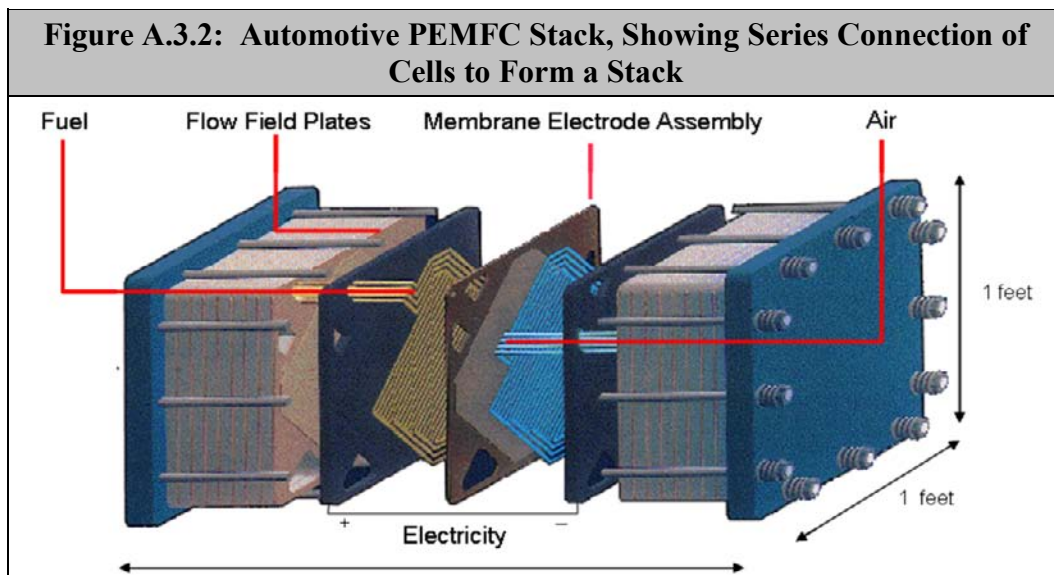 Figure A.3.2: Automotive PEMFC Stack, Showing Series Connection of
Cells to Form a Stack
Fuel
Flow Field Plates
Membrane Electrode Assembly
Air
1 feet
1 feet
+
−
Electricity